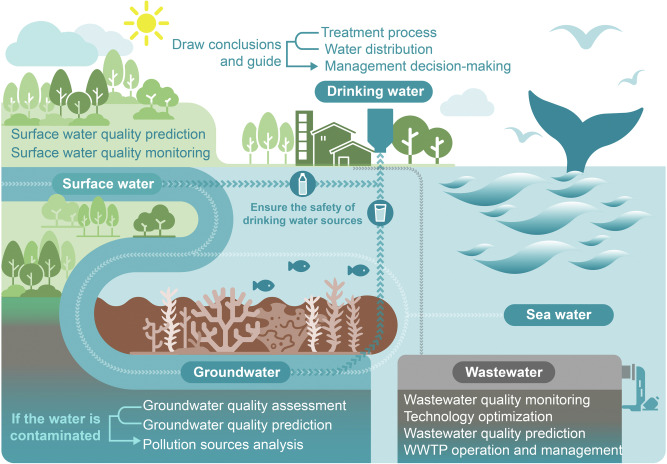 Draw conclusions
and guide
Treatment process
Water distribution
Management decision-making
Drinking water
Surface water quality prediction
Surface water quality monitoring
Surface water
Ensure the safety of
drinking water sources
Sea water
Groundwater
Wastewater
If the water is
contaminated
Groundwater quality assessment
Groundwater quality prediction
Pollution sources analysis
Wastewater quality monitoring
Technology optimization
Wastewater quality prediction
WWTP operation and management